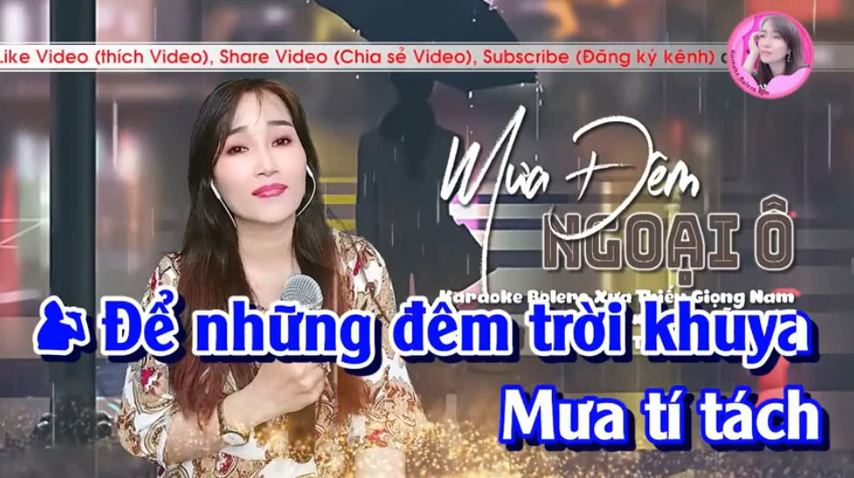 Like Video (thích Video), Share Video (Chia sẻ Video), Subscribe (Đăng ký kênh)
Mưa Đêm
NGOẠI Ô
Karaoke Bolero Xưa Thiếu Giọng Nam
Để những đêm trời khuya
Mưa tí tách